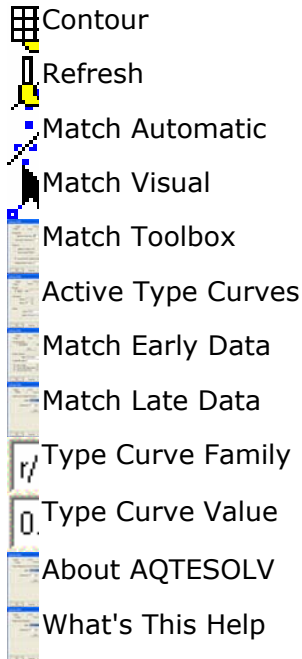 Contour
Refresh
Match Automatic
Match Visual
Match Toolbox
Active Type Curves
Match Early Data
Match Late Data
r/ Type Curve Family
0. Type Curve Value
About AQTESOLV
What's This Help